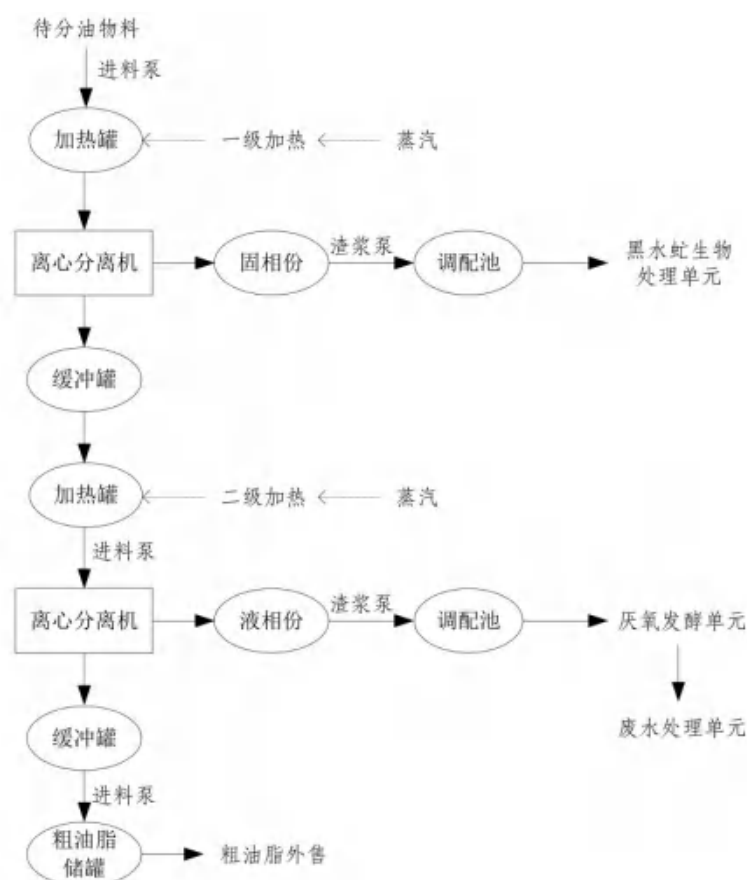 待分油物料
进料泵
加热罐
一级加热
蒸汽
离心分离机
固相份
渣浆泵
调配池
黑水虻生物
处理单元
缓冲罐
加热罐
二级加热
蒸汽
进料泵
离心分离机
液相份
渣浆泵
调配池
厌氧发酵单元
废水处理单元
缓冲罐
进料泵
粗油脂
储罐
粗油脂外售